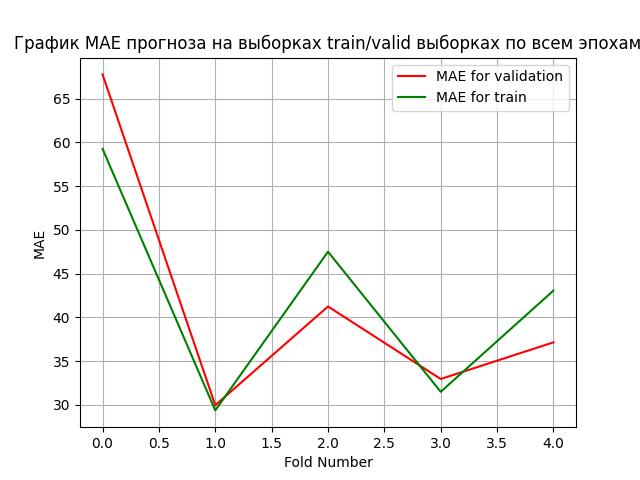 График MAE прогноза на выборках train/valid выборках по всем эпохам
MAE for validation
MAE for train
65
60
55
50
45
40
35
30
MAE
0.0 0.5 1.0 1.5 2.0 2.5 3.0 3.5 4.0
Fold Number